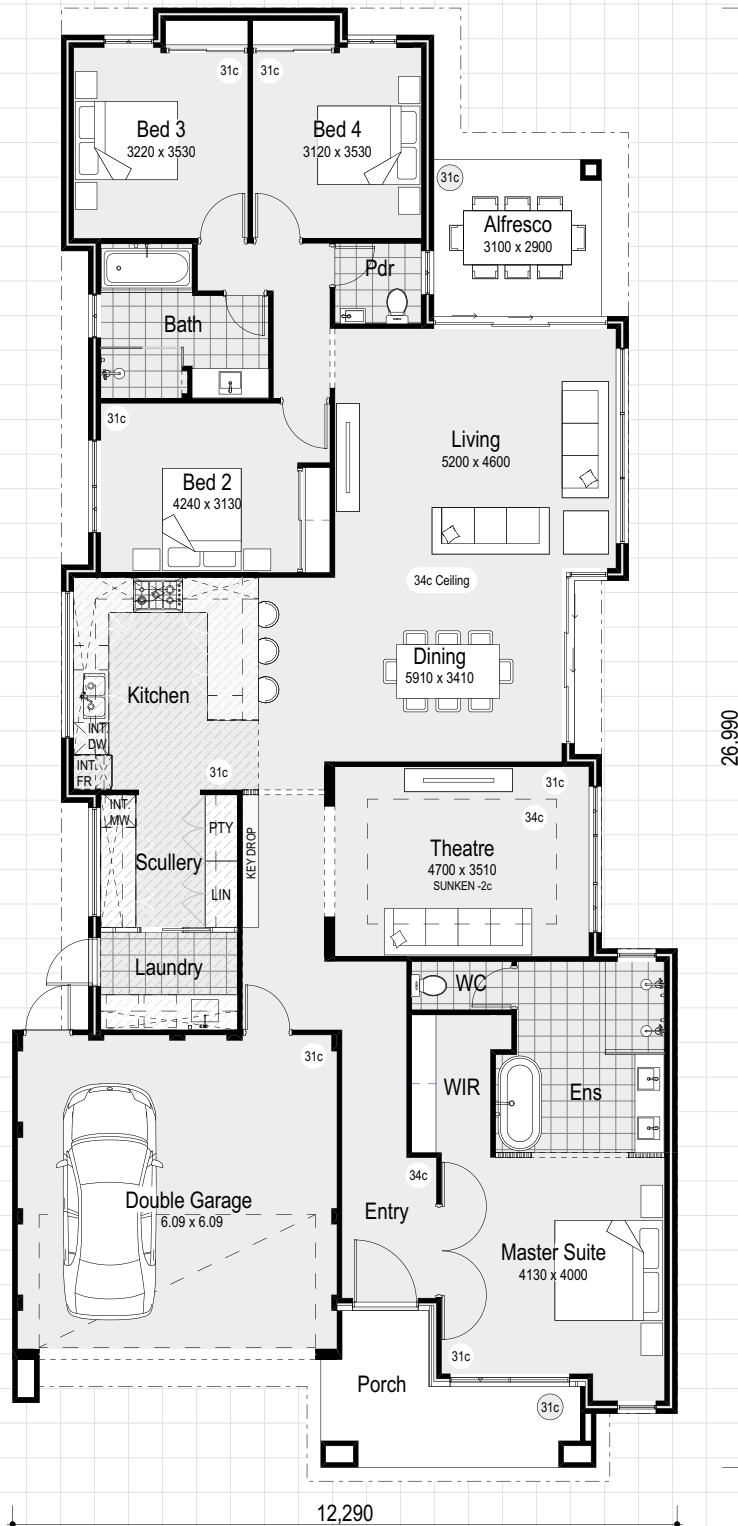 31c
31c
Bed 3
3220 x 3530
Bed 4
3120 x 3530
31c
Alfresco
3100 x 2900
Pdr
Bath
31c
Living
5200 x 4600
Bed 2
4240 x 3130
34c Ceiling
Dining
5910 x 3410
Kitchen
INT
DW
INT.
FR
31c
INT
MW
PTY
Scullery
LIN
KEY DROP
31c
34c
Theatre
4700 x 3510
SUNKEN -2c
Laundry
WC
31c
WIR
Ens
34c
Double Garage
6.09 x 6.09
Entry
Master Suite
4130 x 4000
31c
Porch
31c
26.990
12,290